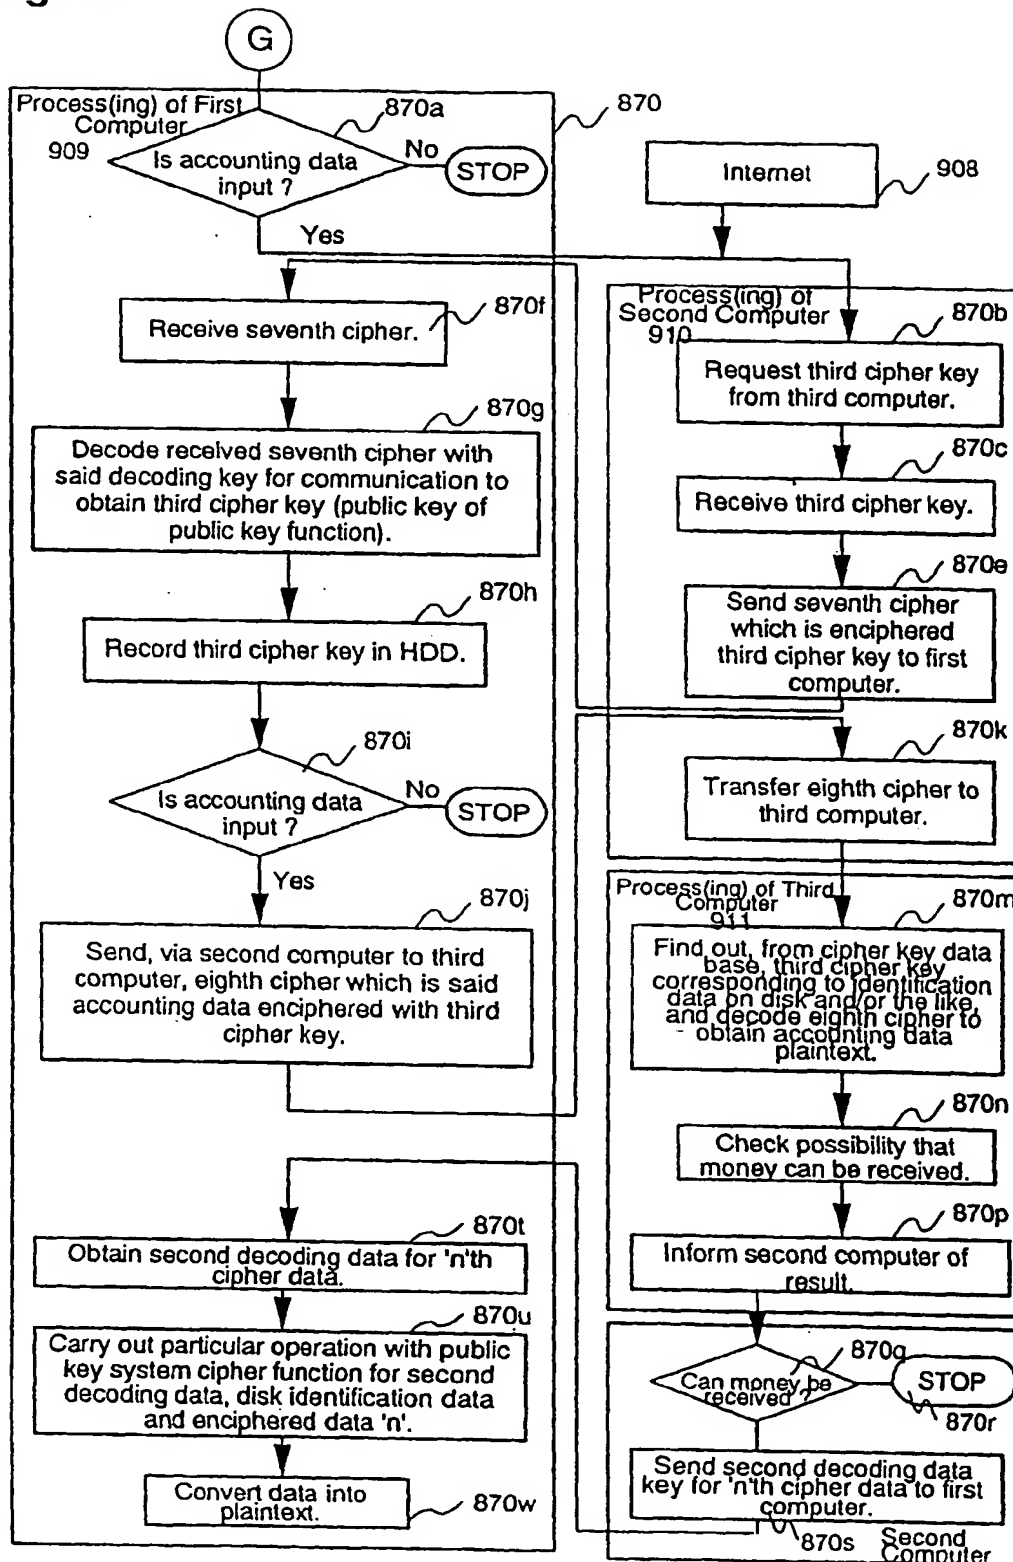 G
Process(ing) of First
Computer
909
870a
870
Is accounting data
input ?
No
STOP
Yes
Internet
908
Receive seventh cipher.
870f
870g
Decode received seventh cipher with
said decoding key for communication to
obtain third cipher key (public key of
public key function).
870h
Record third cipher key in HDD.
870i
Is accounting data
input ?
No
STOP
Yes
870j
Send, via second computer to third
computer, eighth cipher which is said
accounting data enciphered with third
cipher key.
870t
Obtain second decoding data for 'n'th
cipher data.
870u
Carry out particular operation with public
key system cipher function for second
decoding data, disk identification data
and enciphered data 'n'.
Convert data into
plaintext.
870w
Process(ing) of
Second Computer
910
870b
Request third cipher key
from third computer.
870c
Receive third cipher key.
870e
Send seventh cipher
which is enciphered
third cipher key to first
computer.
870k
Transfer eighth cipher to
third computer.
Process(ing) of Third
Computer
911
870m
Find out, from cipher key data
base, third cipher key
corresponding to identification
data on disk and/or the like,
and decode eighth cipher to
obtain accounting data
plaintext.
870n
Check possibility that
money can be received.
870p
Inform second computer of
result.
870q
Can money be
received ?
STOP
870r
Send second decoding data
key for 'n'th cipher data to first
computer.
870s
Second
Computer